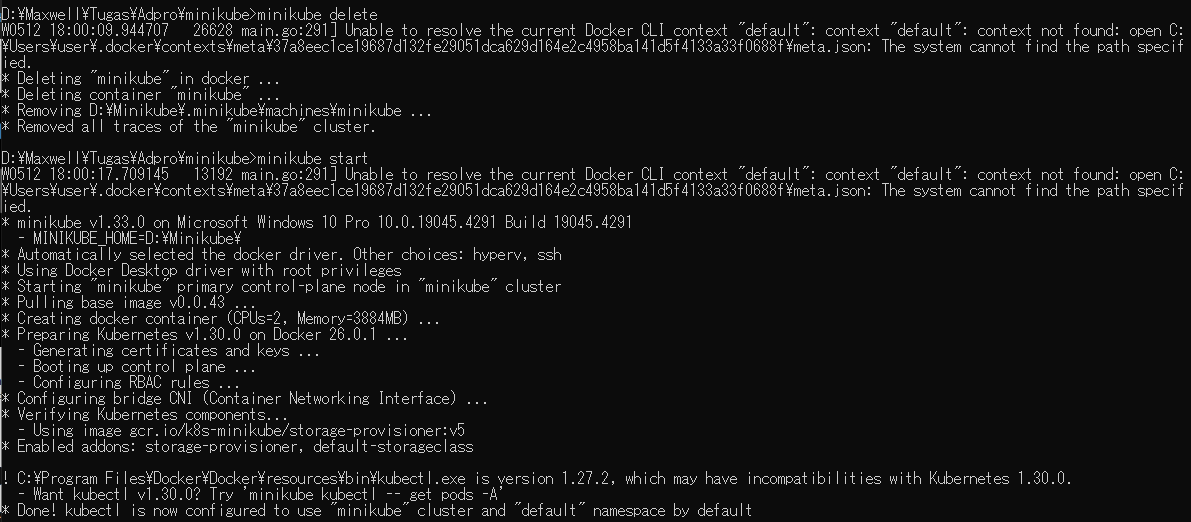 D:¥Maxwell¥Tugas¥Adpro¥minikube>minikube delete
W0512 18:00:09.944707   26628 main.go:291] Unable to resolve the current Docker CLI context "default": context "default": context not found: open C:
¥Users¥user¥.docker¥contexts¥meta¥37a8eec1ce19687d132fe29051dca629d164e2c4958ba141d5f4133a33f0688f¥meta.json: The system cannot find the path specif
ied.
* Deleting "minikube" in docker ...
* Deleting container "minikube" ...
* Removing D:¥Minikube¥.minikube¥machines¥minikube ...
* Removed all traces of the "minikube" cluster.
D:¥Maxwell¥Tugas¥Adpro¥minikube>minikube start
W0512 18:00:17.709145   13192 main.go:291] Unable to resolve the current Docker CLI context "default": context "default": context not found: open C:
¥Users¥user¥.docker¥contexts¥meta¥37a8eec1ce19687d132fe29051dca629d164e2c4958ba141d5f4133a33f0688f¥meta.json: The system cannot find the path specif
ied.
* minikube v1.33.0 on Microsoft Windows 10 Pro 10.0.19045.4291 Build 19045.4291
  - MINIKUBE_HOME=D:¥Minikube¥
* Automatically selected the docker driver. Other choices: hyperv, ssh
* Using Docker Desktop driver with root privileges
* Starting "minikube" primary control-plane node in "minikube" cluster
* Pulling base image v0.0.43 ...
* Creating docker container (CPUs=2, Memory=3884MB) ...
* Preparing Kubernetes v1.30.0 on Docker 26.0.1 ...
  - Generating certificates and keys ...
  - Booting up control plane ...
  - Configuring RBAC rules ...
* Configuring bridge CNI (Container Networking Interface) ...
* Verifying Kubernetes components...
  - Using image gcr.io/k8s-minikube/storage-provisioner:v5
* Enabled addons: storage-provisioner, default-storageclass
! C:¥Program Files¥Docker¥Docker¥resources¥bin¥kubectl.exe is version 1.27.2, which may have incompatibilities with Kubernetes 1.30.0.
  - Want kubectl v1.30.0? Try 'minikube kubectl -- get pods -A'
* Done! kubectl is now configured to use "minikube" cluster and "default" namespace by default